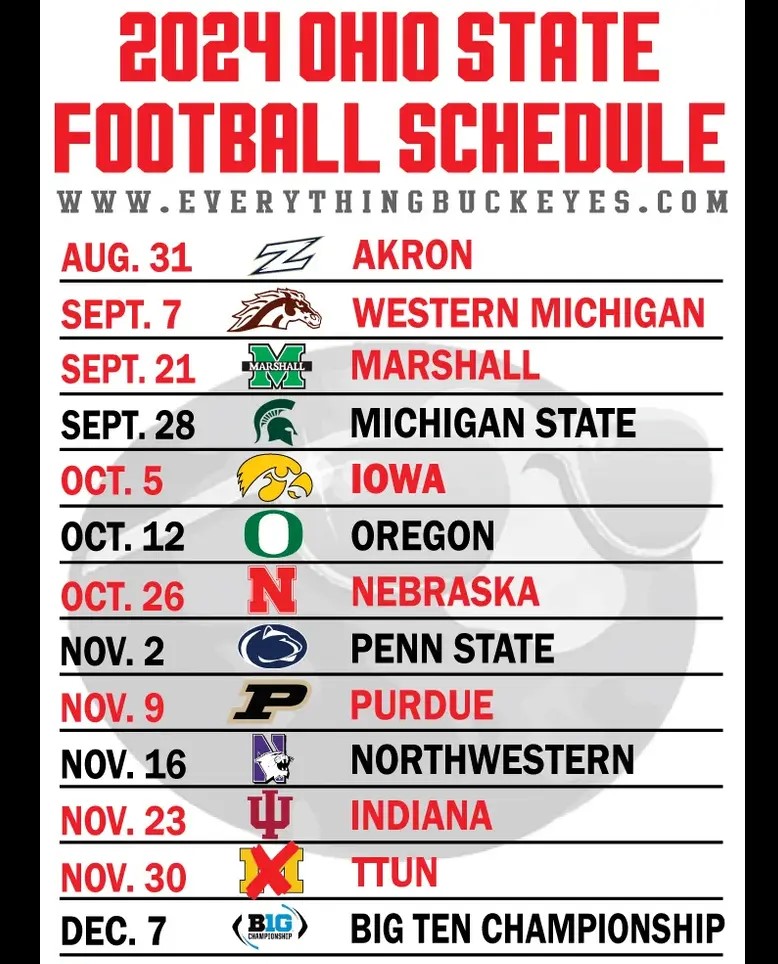 2024 OHIO STATE
FOOTBALL SCHEDULE
WWW.EVERYTHINGBUCKEYES.COM
AUG. 31 Z AKRON
SEPT. 7 WESTERN MICHIGAN
SEPT. 21 M MARSHALL MARSHALL
SEPT. 28 MICHIGAN STATE
OCT. 5 IOWA
OCT. 12 O OREGON
OCT. 26 N NEBRASKA
NOV. 2 PENN STATE
NOV. 9 P PURDUE
NOV. 16 N NORTHWESTERN
NOV. 23 IU INDIANA
NOV. 30 M TTUN
DEC. 7 B1G CHAMPIONSHIP BIG TEN CHAMPIONSHIP